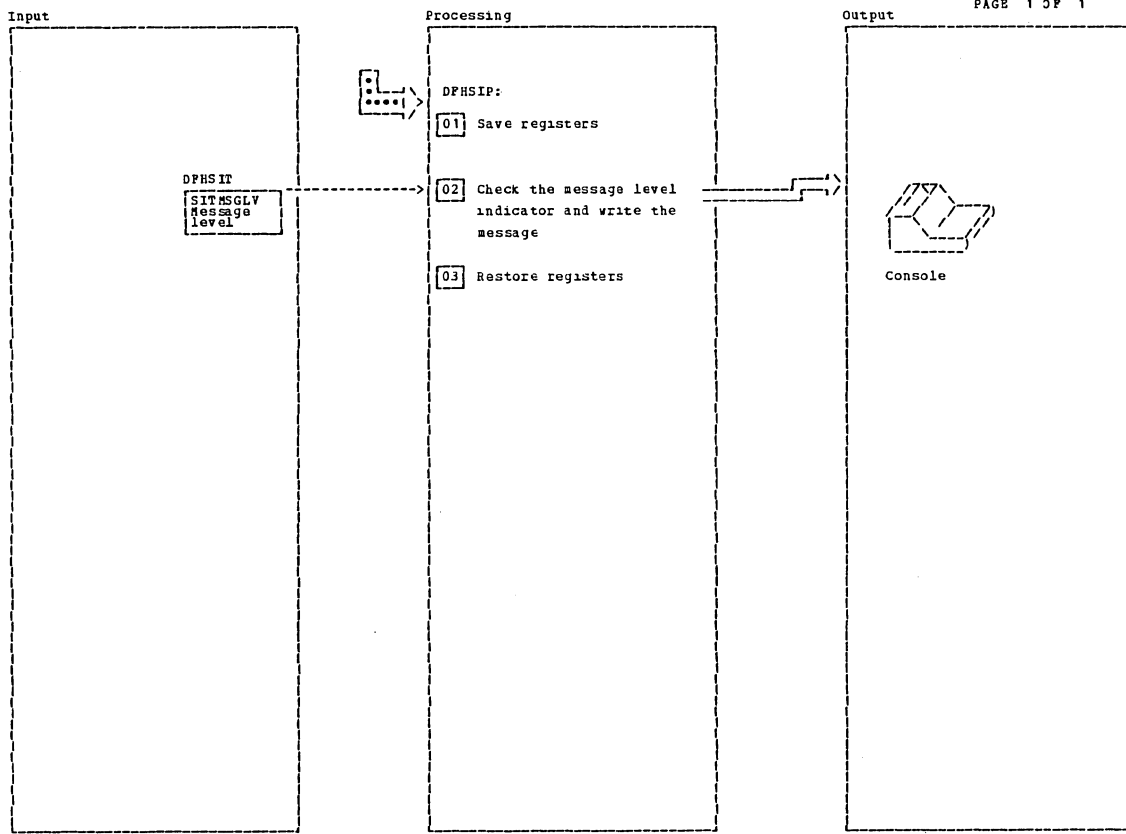 PAGE 1 OF 1
Input
Processing
Output
DFHSIP:
01 Save registers
DFHSIT
SITMSGLV
Message
level
02 Check the message level
indicator and write the
message
03 Restore registers
Console